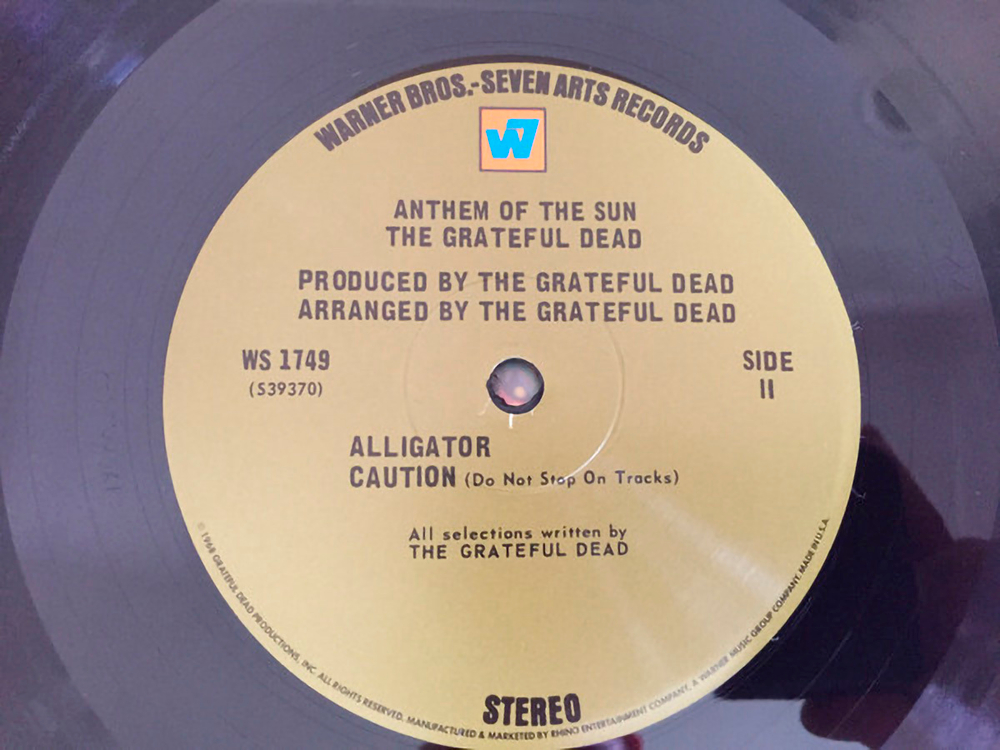 WARNER BROS.-SEVEN ARTS RECORDS
W7
ANTHEM OF THE SUN
THE GRATEFUL DEAD
PRODUCED BY THE GRATEFUL DEAD
ARRANGED BY THE GRATEFUL DEAD
WS 1749
(S39370)
SIDE
II
ALLIGATOR
CAUTION (Do Not Stop On Tracks)
All selections written by
THE GRATEFUL DEAD
STEREO
© 1968 GRATEFUL DEAD PRODUCTIONS, INC. ALL RIGHTS RESERVED. MANUFACTURED & MARKETED BY RHINO ENTERTAINMENT COMPANY, A WARNER MUSIC GROUP COMPANY. MADE IN U.S.A.